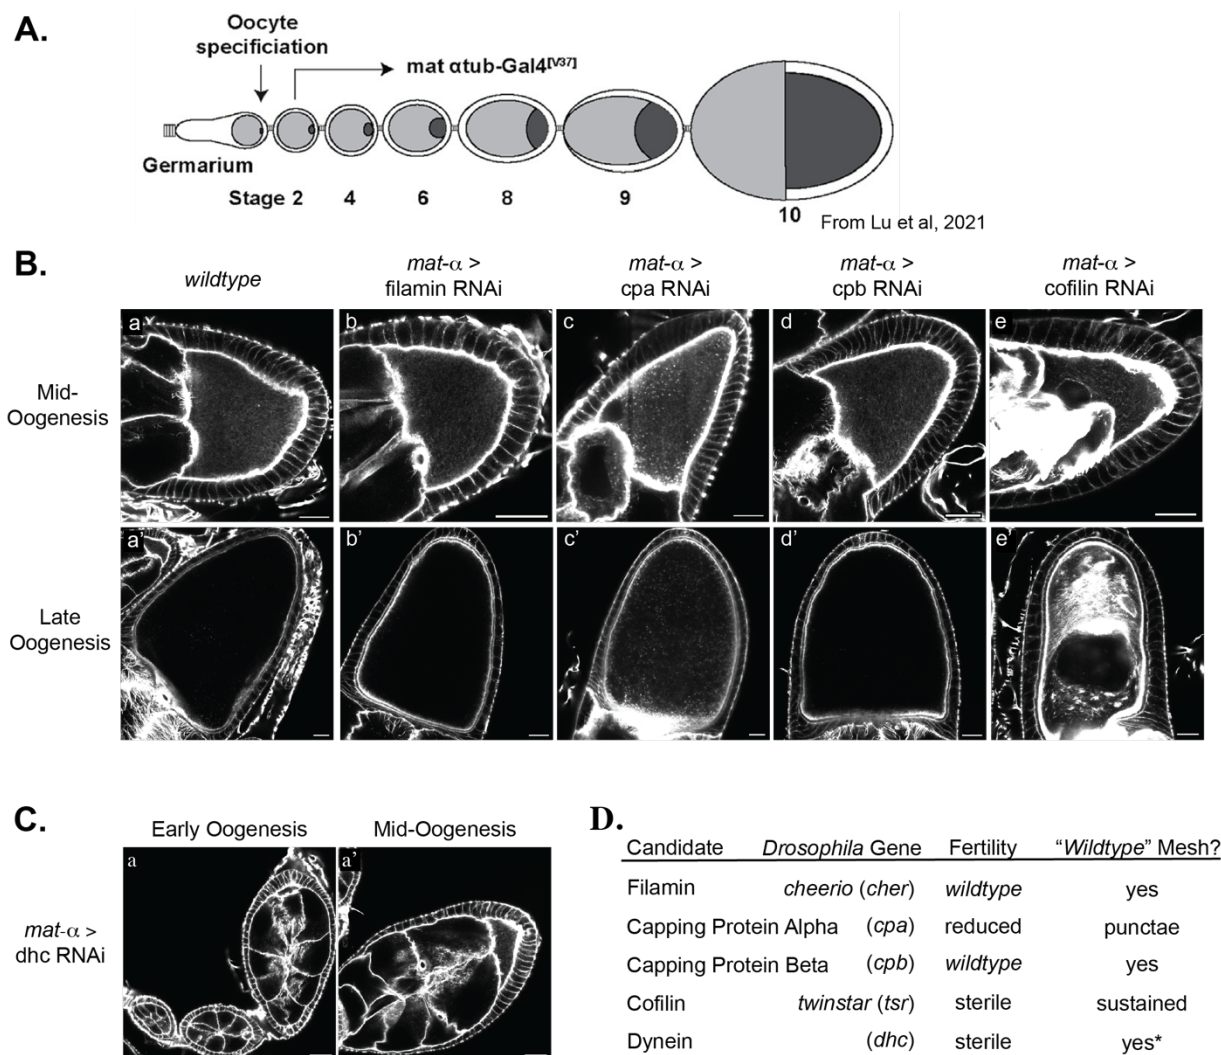 A.
Oocyte
specificiation
mat αtub-Gal4[V37]
Germarium
Stage 2 4 6 8 9 10
From Lu et al, 2021
B.
wildtype
mat-α >
filamin RNAi
mat-α >
cpa RNAi
mat-α >
cpb RNAi
mat-α >
cofilin RNAi
Mid-
Oogenesis
a b c d e
Late
Oogenesis
a' b' c' d' e'
C.
Early Oogenesis Mid-Oogenesis
mat-α >
dhc RNAi
a a'
D.
Candidate Drosophila Gene Fertility "Wildtype" Mesh?
Filamin cheerio (cher) wildtype yes
Capping Protein Alpha (cpa) reduced punctae
Capping Protein Beta (cpb) wildtype yes
Cofilin twinstar (tsr) sterile sustained
Dynein (dhc) sterile yes*